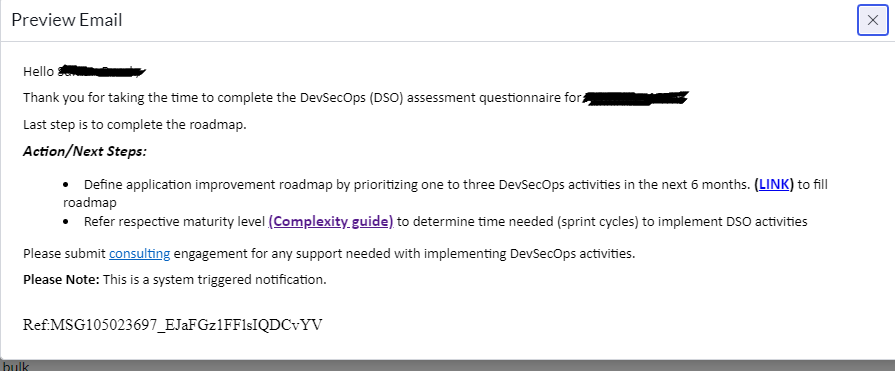 Preview Email
Hello
Thank you for taking the time to complete the DevSecOps (DSO) assessment questionnaire for
Last step is to complete the roadmap.
Action/Next Steps:
• Define application improvement roadmap by prioritizing one to three DevSecOps activities in the next 6 months. (LINK) to fill
roadmap
• Refer respective maturity level (Complexity guide) to determine time needed (sprint cycles) to implement DSO activities
Please submit consulting engagement for any support needed with implementing DevSecOps activities.
Please Note: This is a system triggered notification.
Ref:MSG105023697_EJaFGz1FFlsIQDCvYV
bulk